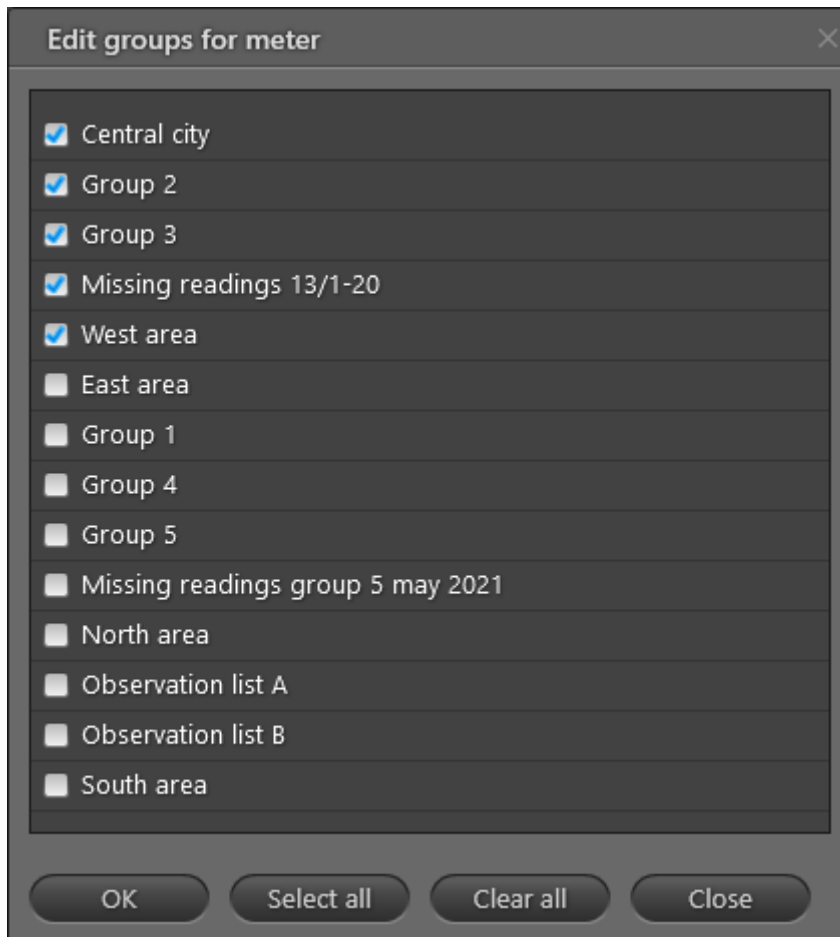 Edit groups for meter
Central city
Group 2
Group 3
Missing readings 13/1-20
West area
East area
Group 1
Group 4
Group 5
Missing readings group 5 may 2021
North area
Observation list A
Observation list B
South area
OK Select all Clear all Close